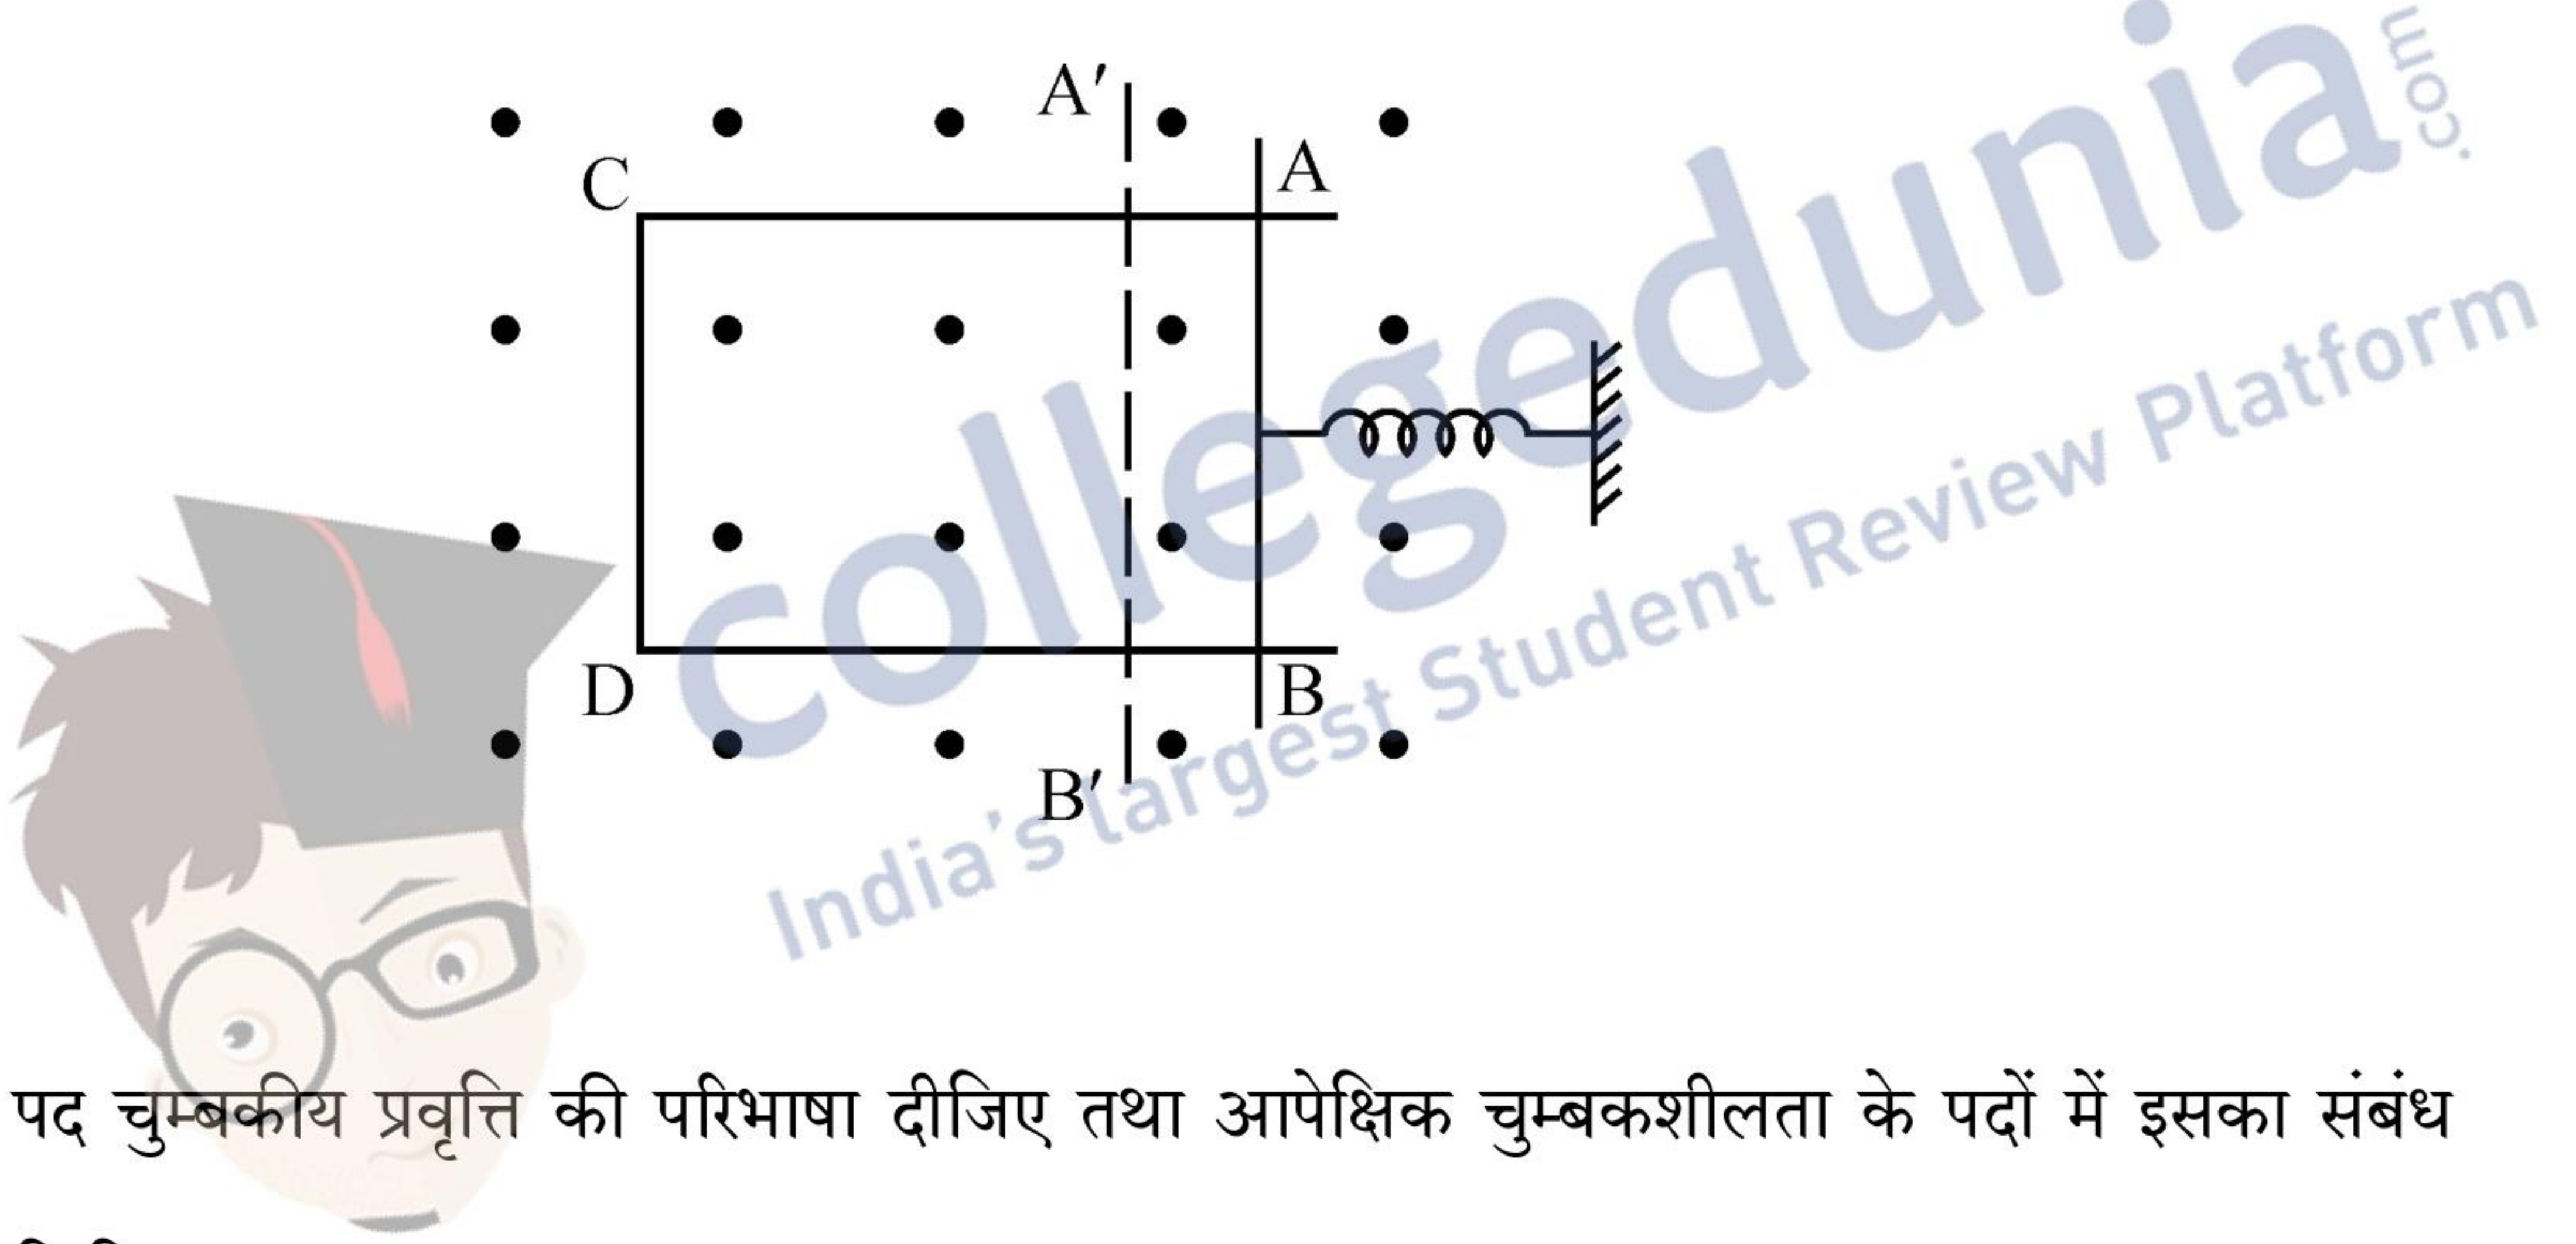 A′
A
C
D
B
B′
collegedunia
.com
India's largest Student Review Platform
पद चुम्बकीय प्रवृत्ति की परिभाषा दीजिए तथा आपेक्षिक चुम्बकशीलता के पदों में इसका संबंध